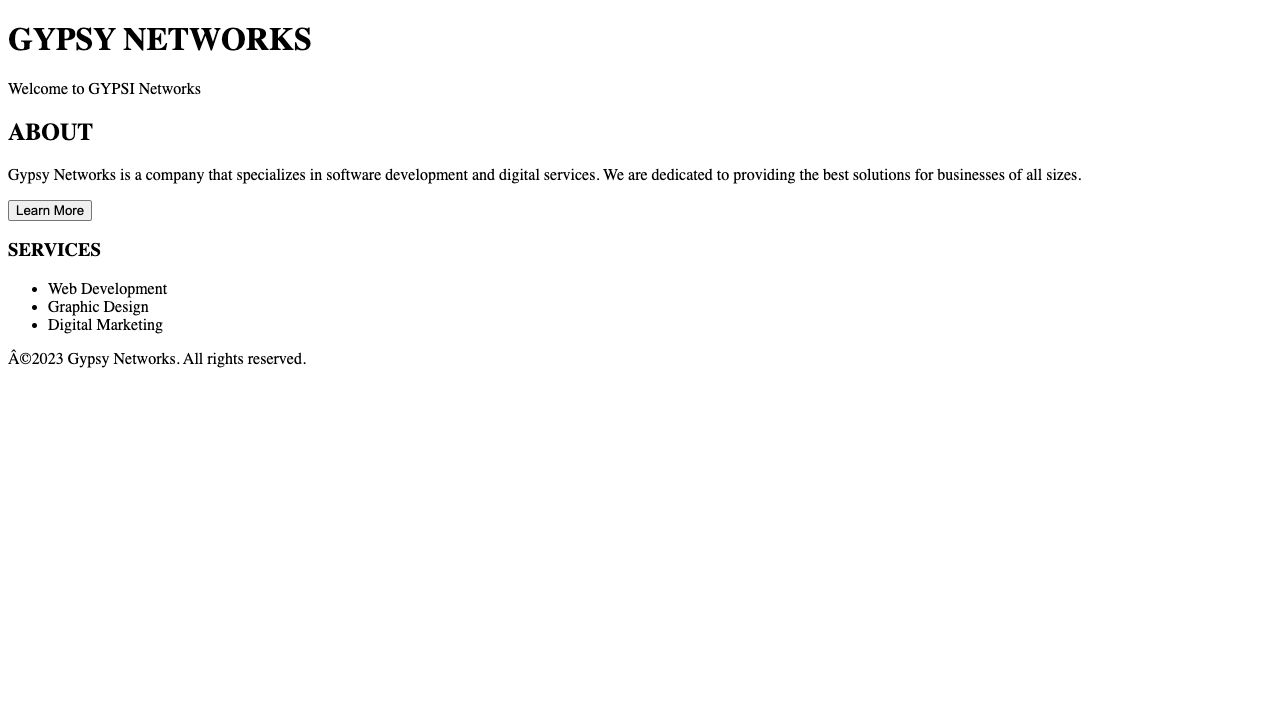 GYPSY NETWORKS
Welcome to GYPSI Networks
ABOUT
Gypsy Networks is a company that specializes in software development and digital services. We are dedicated to providing the best solutions for businesses of all sizes.
Learn More
SERVICES
• Web Development
• Graphic Design
• Digital Marketing
Â©2023 Gypsy Networks. All rights reserved.